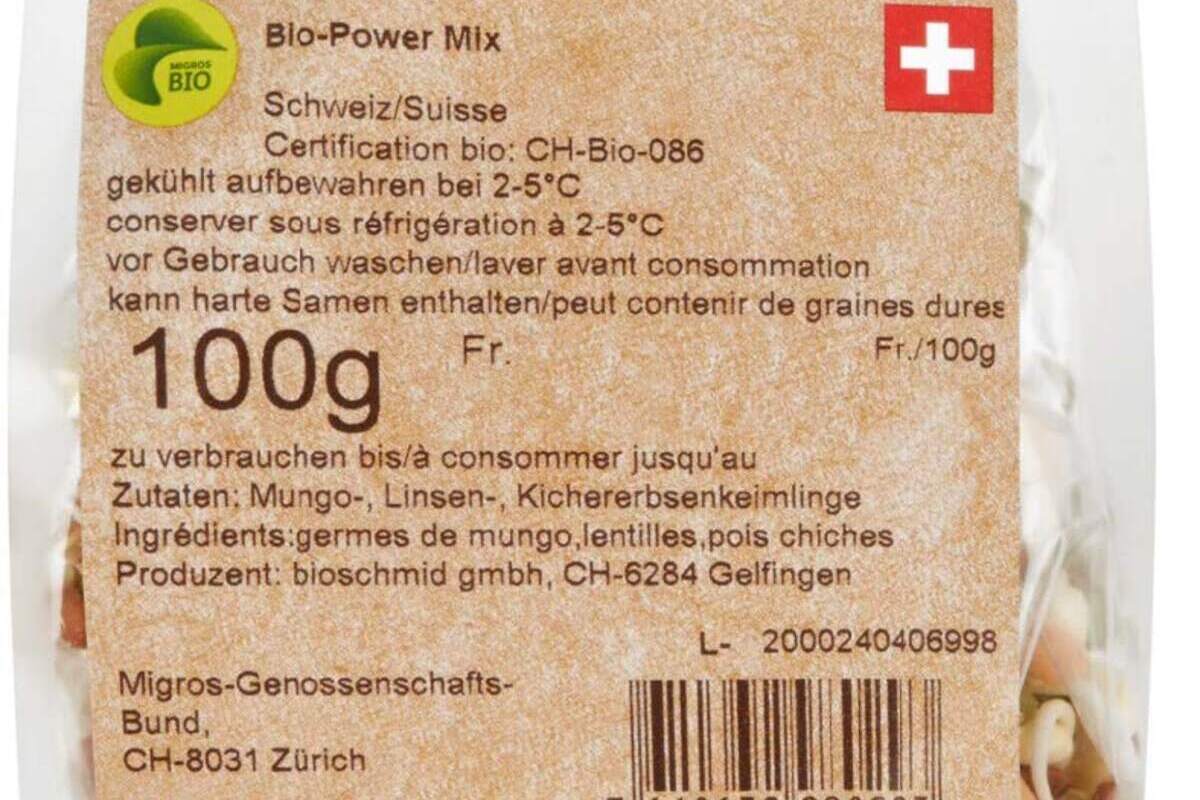 MIGROS
BIO
Bio-Power Mix
Schweiz/Suisse
Certification bio: CH-Bio-086
gekühlt aufbewahren bei 2-5°C
conserver sous réfrigération à 2-5°C
vor Gebrauch waschen/laver avant consommation
kann harte Samen enthalten/peut contenir de graines dures
100g Fr. Fr./100g
zu verbrauchen bis/à consommer jusqu'au
Zutaten: Mungo-, Linsen-, Kichererbsenkeimlinge
Ingrédients:germes de mungo,lentilles,pois chiches
Produzent: bioschmid gmbh, CH-6284 Gelfingen
L- 2000240406998
Migros-Genossenschafts-
Bund,
CH-8031 Zürich